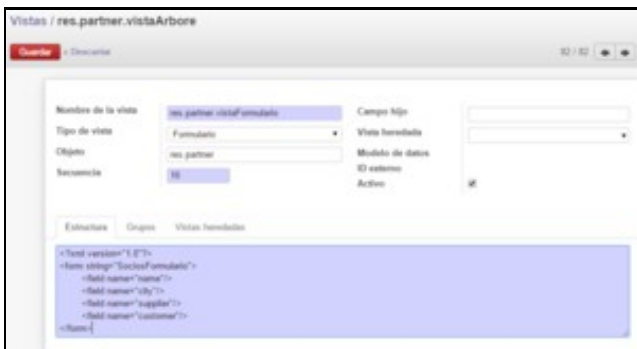 Vistas / res.partner.vistaArbore
Guardar o Descartar
82 / 82
Nombre de la vista res.partner.vistaFormulario Campo hijo
Tipo de vista Formulario Vista heredada
Objeto res.partner Modelo de datos
Secuencia 16 ID externo
Activo
Estructura Grupos Vistas heredadas
<?xml version="1.0"?>
<form string="SociosFormulario">
<field name="name"/>
<field name="city"/>
<field name="supplier"/>
<field name="customer"/>
</form>